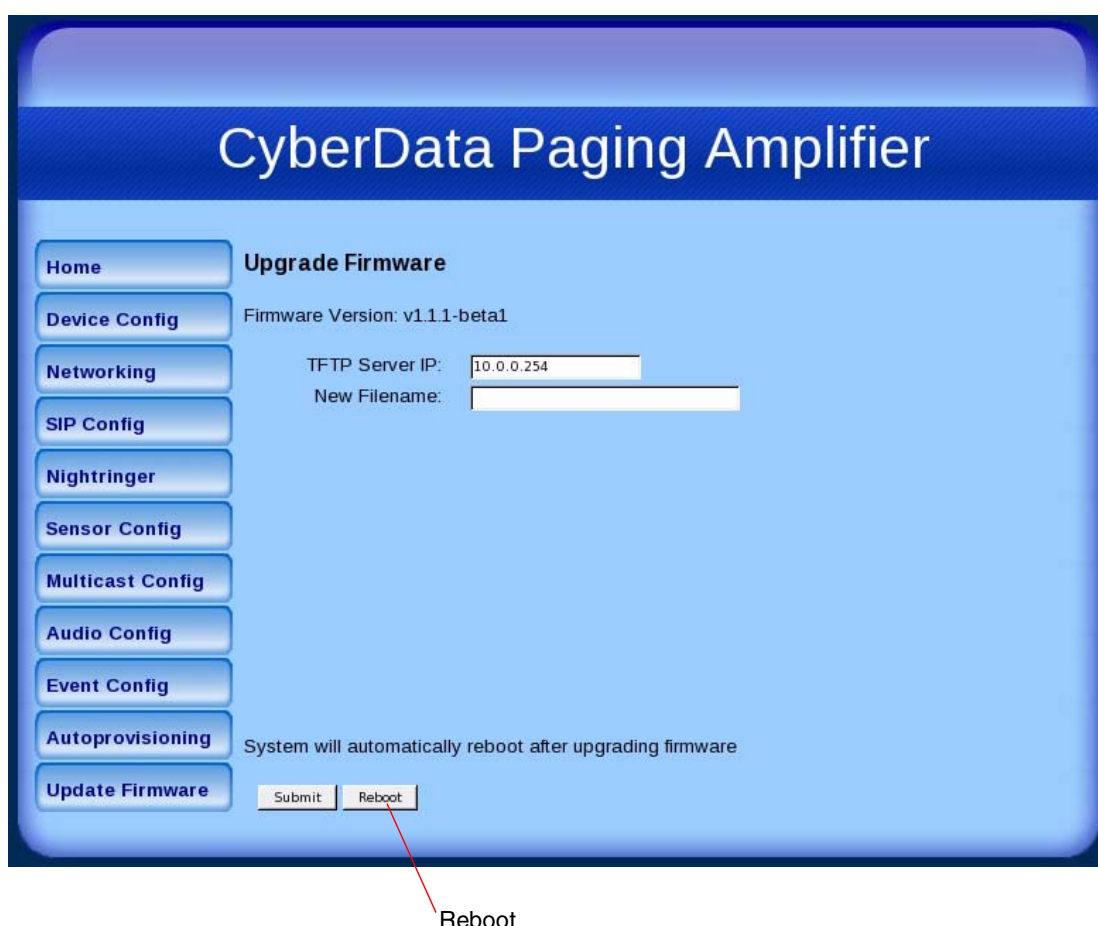 CyberData Paging Amplifier
Home
Device Config
Networking
SIP Config
Nightringer
Sensor Config
Multicast Config
Audio Config
Event Config
Autoprovisioning
Update Firmware
Upgrade Firmware
Firmware Version: v1.1.1-beta1
TFTP Server IP: 10.0.0.254
New Filename:
System will automatically reboot after upgrading firmware
Submit Reboot
Reboot